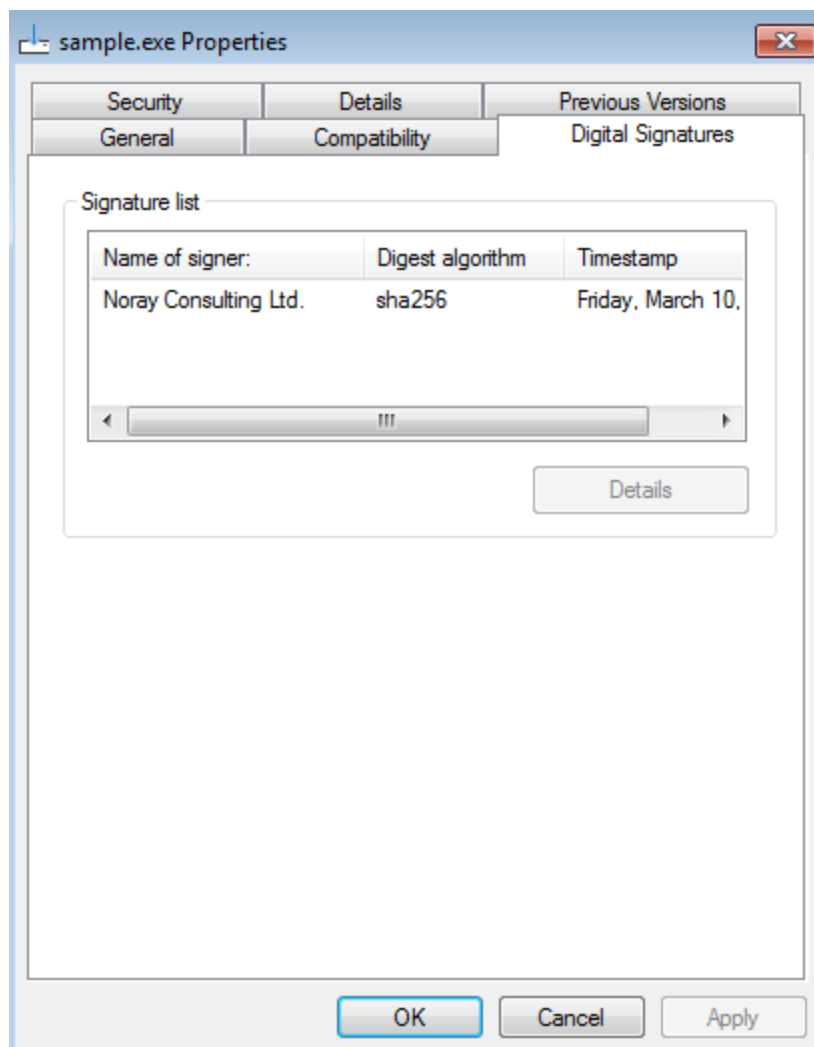 sample.exe Properties
Security Details Previous Versions
General Compatibility Digital Signatures
Signature list
Name of signer: Digest algorithm Timestamp
Noray Consulting Ltd. sha256 Friday, March 10,
Details
OK Cancel Apply